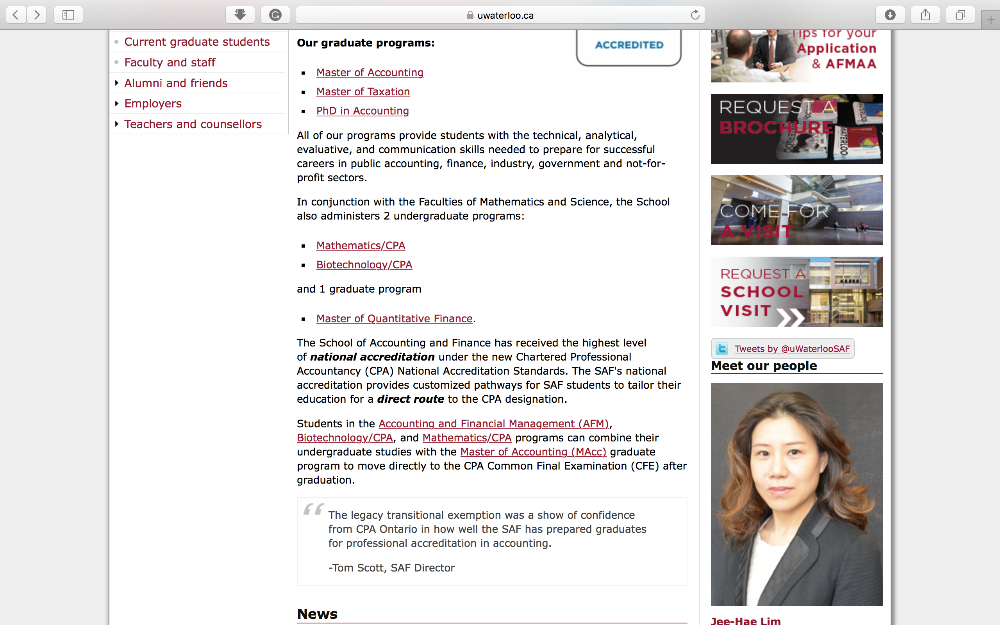 uwaterloo.ca
Current graduate students
Faculty and staff
Alumni and friends
Employers
Teachers and counsellors
Our graduate programs:
ACCREDITED
Master of Accounting
Master of Taxation
PhD in Accounting
All of our programs provide students with the technical, analytical,
evaluative, and communication skills needed to prepare for successful
careers in public accounting, finance, industry, government and not-for-
profit sectors.
In conjunction with the Faculties of Mathematics and Science, the School
also administers 2 undergraduate programs:
Mathematics/CPA
Biotechnology/CPA
and 1 graduate program
Master of Quantitative Finance.
The School of Accounting and Finance has received the highest level
of national accreditation under the new Chartered Professional
Accountancy (CPA) National Accreditation Standards. The SAF's national
accreditation provides customized pathways for SAF students to tailor their
education for a direct route to the CPA designation.
Students in the Accounting and Financial Management (AFM),
Biotechnology/CPA, and Mathematics/CPA programs can combine their
undergraduate studies with the Master of Accounting (MAcc) graduate
program to move directly to the CPA Common Final Examination (CFE) after
graduation.
The legacy transitional exemption was a show of confidence
from CPA Ontario in how well the SAF has prepared graduates
for professional accreditation in accounting.
-Tom Scott, SAF Director
News
Tips for your
Application
& AFMAA
REQUEST A
BROCHURE
WATERLOO
WATERLOO
COME FOR
A VISIT
REQUEST A
SCHOOL
VISIT
Tweets by @uWaterlooSAF
Meet our people
Jee-Hae Lim